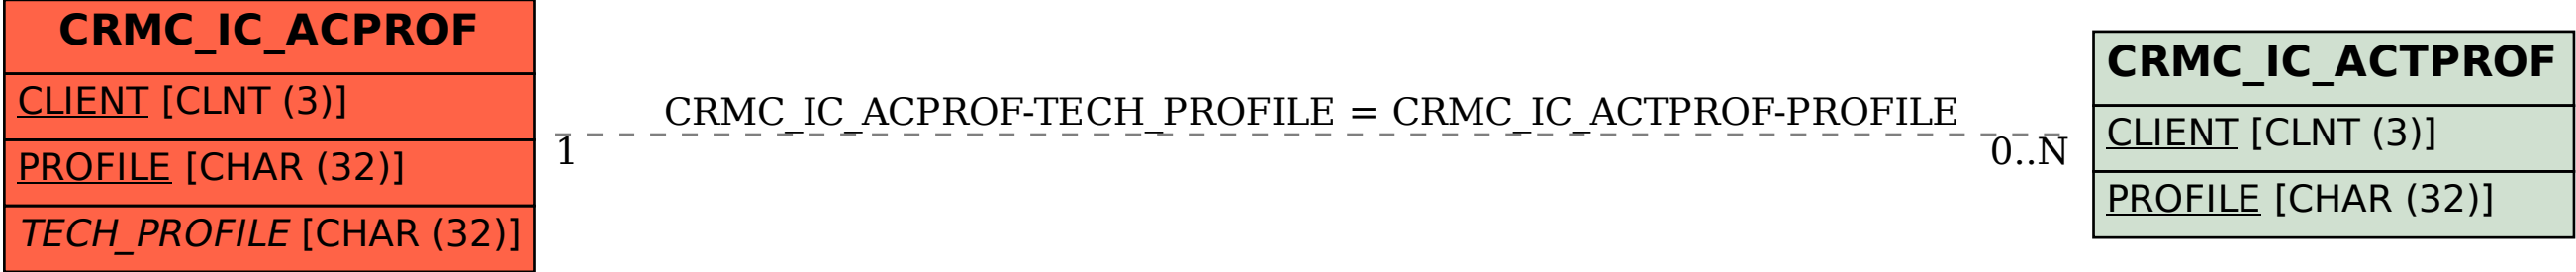 CRMC_IC_ACPROF
CLIENT [CLNT (3)]
PROFILE [CHAR (32)]
TECH_PROFILE [CHAR (32)]
CRMC_IC_ACPROF-TECH_PROFILE = CRMC_IC_ACTPROF-PROFILE
1
0..N
CRMC_IC_ACTPROF
CLIENT [CLNT (3)]
PROFILE [CHAR (32)]